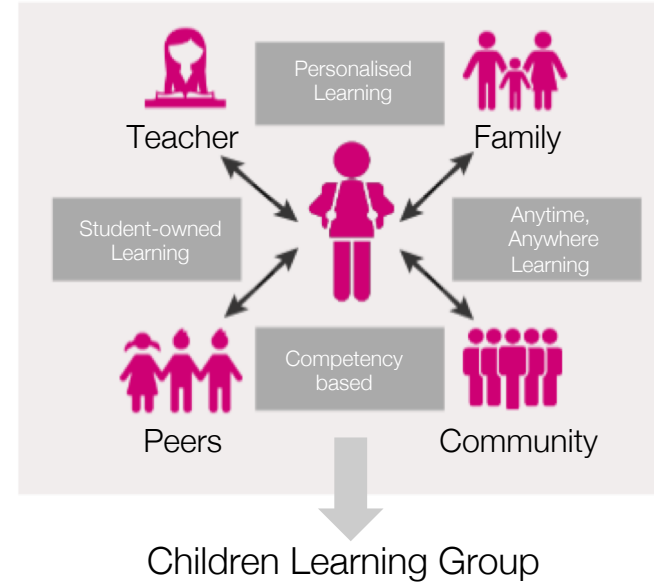 Personalised
Learning
Teacher
Family
Student-owned
Learning
Anytime,
Anywhere
Learning
Competency
based
Peers
Community
Children Learning Group